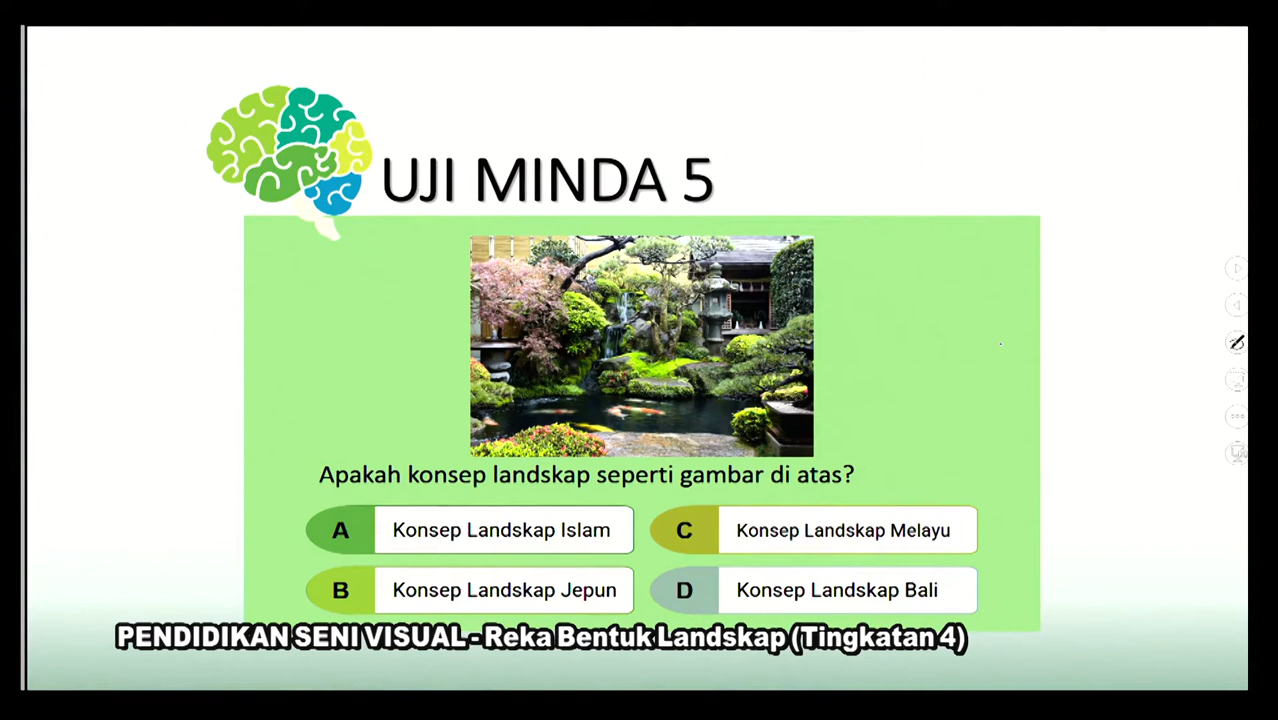 UJI MINDA 5
Apakah konsep landskap seperti gambar di atas?
A Konsep Landskap Islam
C Konsep Landskap Melayu
B Konsep Landskap Jepun
D Konsep Landskap Bali
PENDIDIKAN SENI VISUAL - Reka Bentuk Landskap (Tingkatan 4)